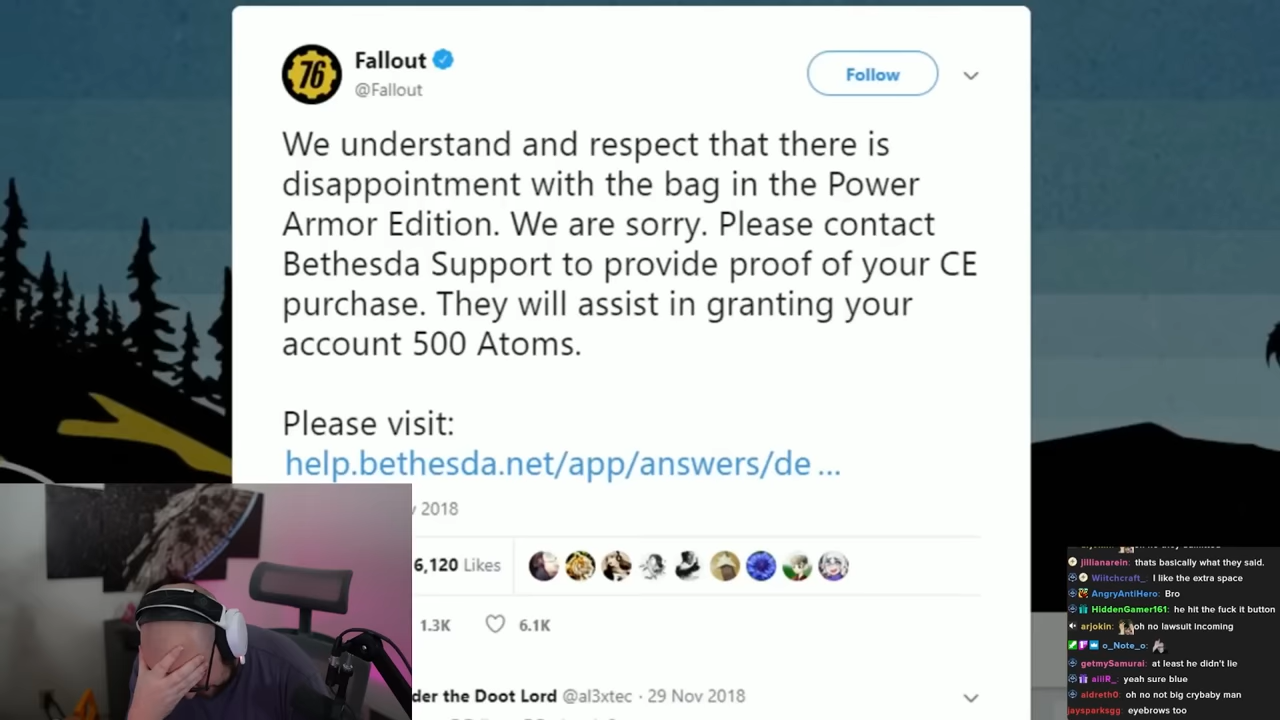 76
Fallout
@Fallout
Follow
We understand and respect that there is
disappointment with the bag in the Power
Armor Edition. We are sorry. Please contact
Bethesda Support to provide proof of your CE
purchase. They will assist in granting your
account 500 Atoms.
Please visit:
help.bethesda.net/app/answers/de ...
2018
6,120 Likes
1.3K
6.1K
der the Doot Lord @al3xtec · 29 Nov 2018
jillianarein: thats basically what they said.
Wiitchcraft_: I like the extra space
AngryAntiHero: Bro
HiddenGamer161: he hit the fuck it button
arjokin: oh no lawsuit incoming
o_Note_o:
getmySamurai: at least he didn't lie
aiiIR_: yeah sure blue
aldreth0: oh no not big crybaby man
jaysparksgg: eyebrows too